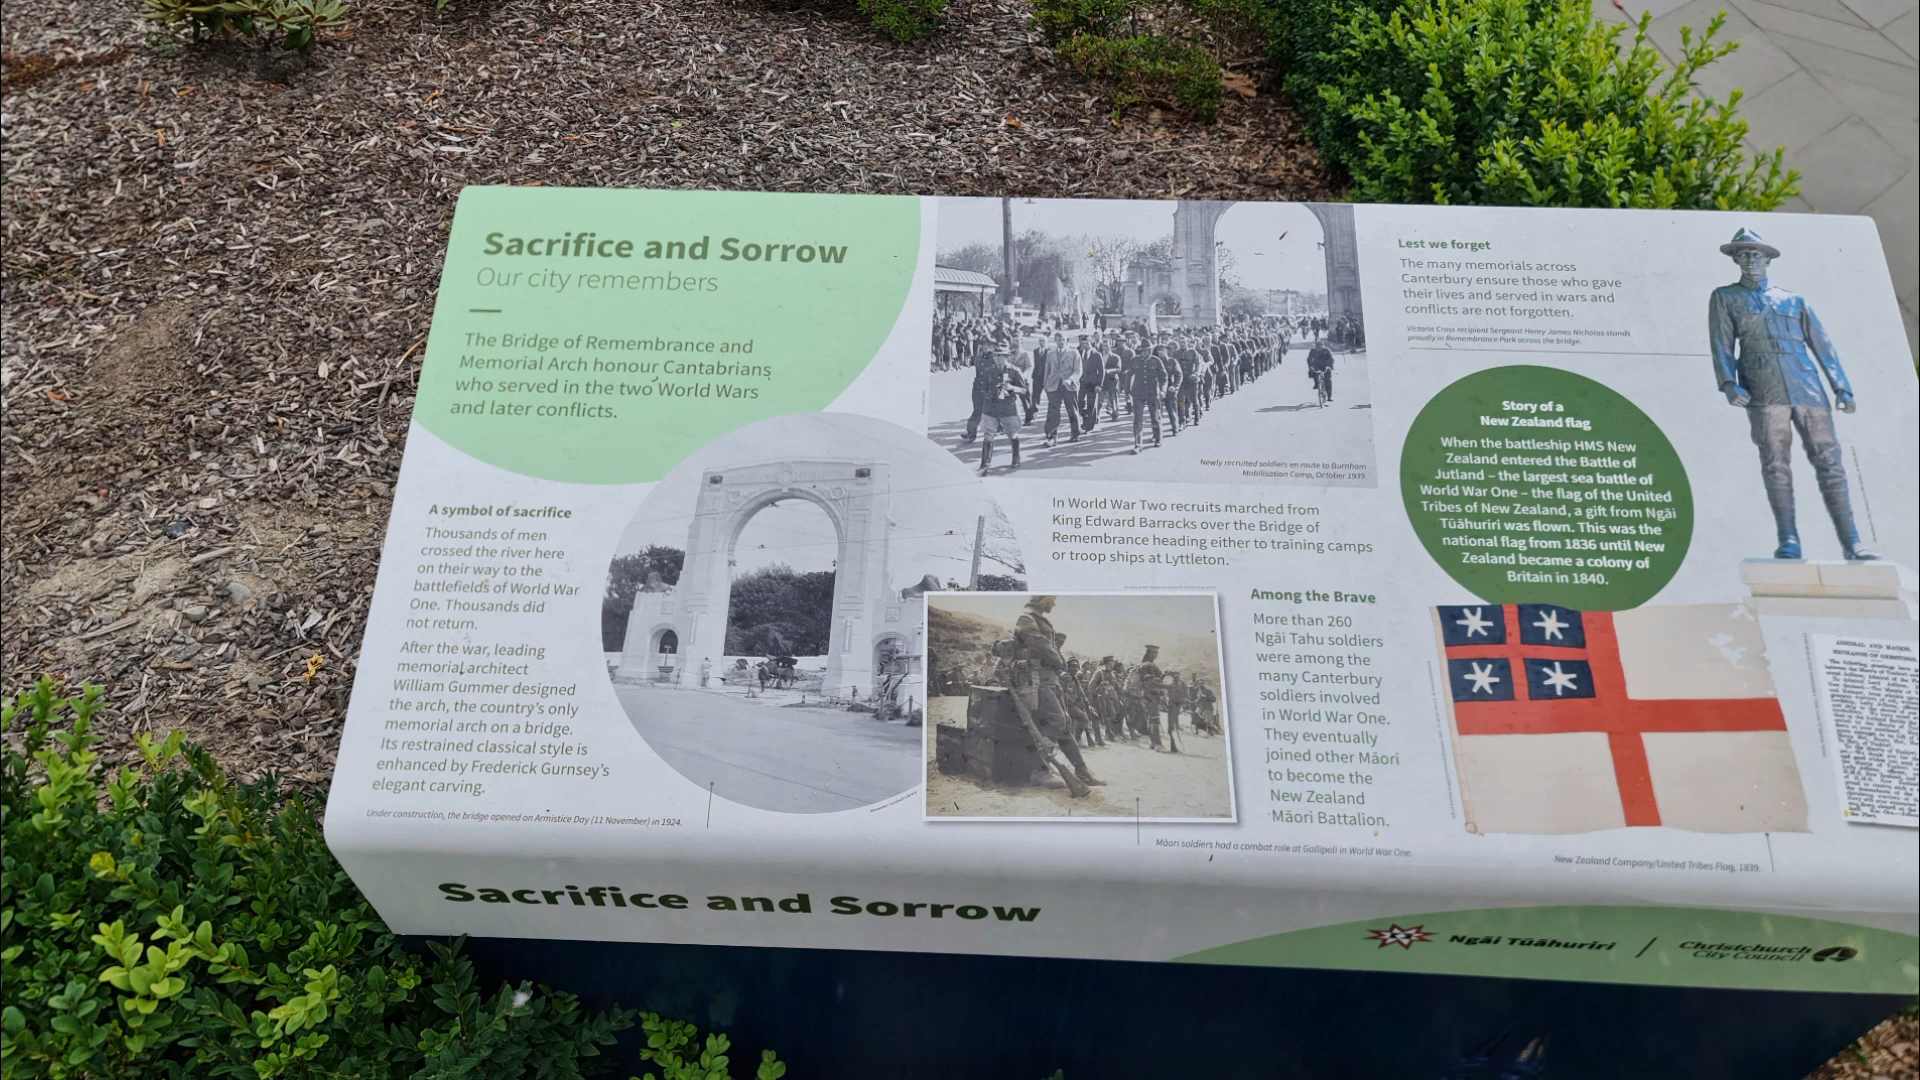 Sacrifice and Sorrow
Our city remembers
The Bridge of Remembrance and
Memorial Arch honour Cantabrians
who served in the two World Wars
and later conflicts.
A symbol of sacrifice
Thousands of men
crossed the river here
on their way to the
battlefields of World War
One. Thousands did
not return.
After the war, leading
memorial architect
William Gummer designed
the arch, the country's only
memorial arch on a bridge.
Its restrained classical style is
enhanced by Frederick Gurnsey's
elegant carving.
Under construction, the bridge opened on Armistice Day (11 November) in 1924.
Newly recruited soldiers en route to Burnham
Mobilisation Camp, October 1939.
In World War Two recruits marched from
King Edward Barracks over the Bridge of
Remembrance heading either to training camps
or troop ships at Lyttleton.
Among the Brave
More than 260
Ngāi Tahu soldiers
were among the
many Canterbury
soldiers involved
in World War One.
They eventually
joined other Māori
to become the
New Zealand
Māori Battalion.
Māori soldiers had a combat role at Gallipoli in World War One.
Lest we forget
The many memorials across
Canterbury ensure those who gave
their lives and served in wars and
conflicts are not forgotten.
Victoria Cross recipient Sergeant Henry James Nicholas stands
proudly in Remembrance Park across the bridge.
Story of a
New Zealand flag
When the battleship HMS New
Zealand entered the Battle of
Jutland – the largest sea battle of
World War One – the flag of the United
Tribes of New Zealand, a gift from Ngāi
Tūāhuriri was flown. This was the
national flag from 1836 until New
Zealand became a colony of
Britain in 1840.
New Zealand Company/United Tribes Flag, 1839.
Sacrifice and Sorrow
Ngāi Tūāhuriri
Christchurch
City Council